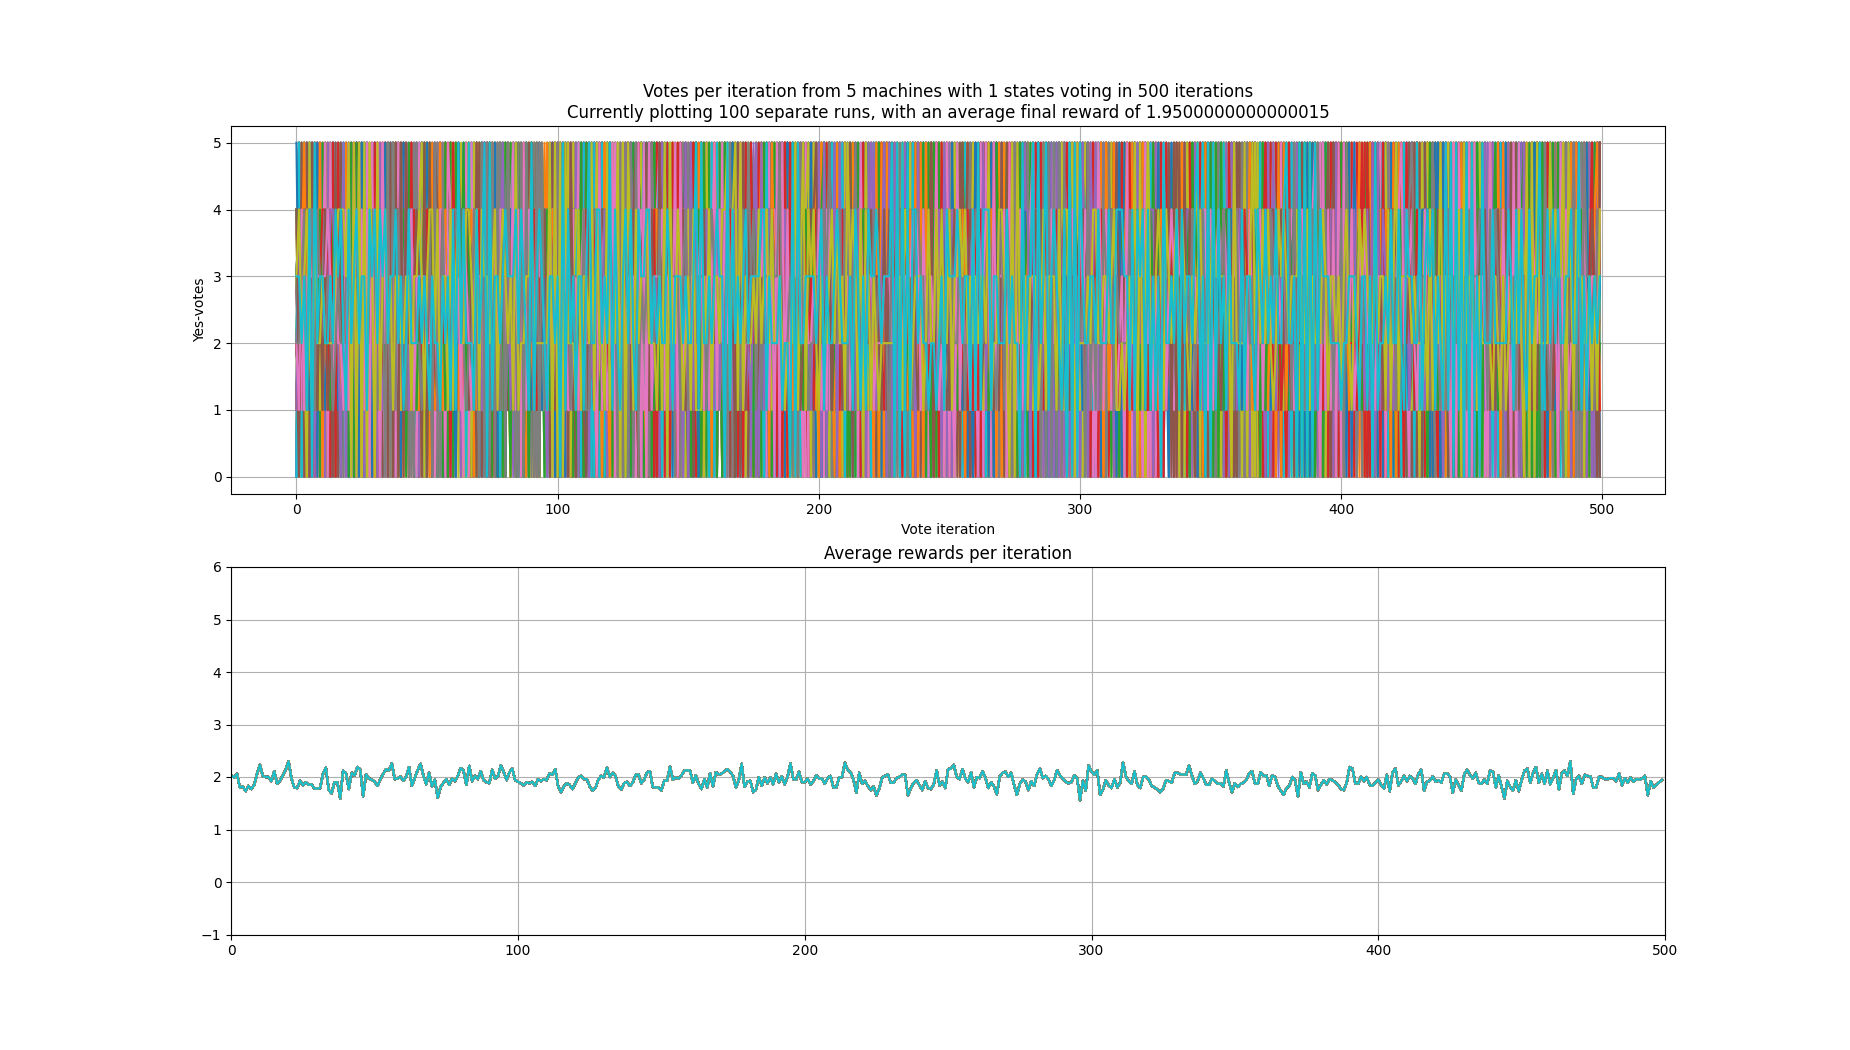 Votes per iteration from 5 machines with 1 states voting in 500 iterations
Currently plotting 100 separate runs, with an average final reward of 1.9500000000000015
5
4
3
2
1
0
Yes-votes
0 100 200 300 400 500
Vote iteration
Average rewards per iteration
6
5
4
3
2
1
0
−1
0 100 200 300 400 500